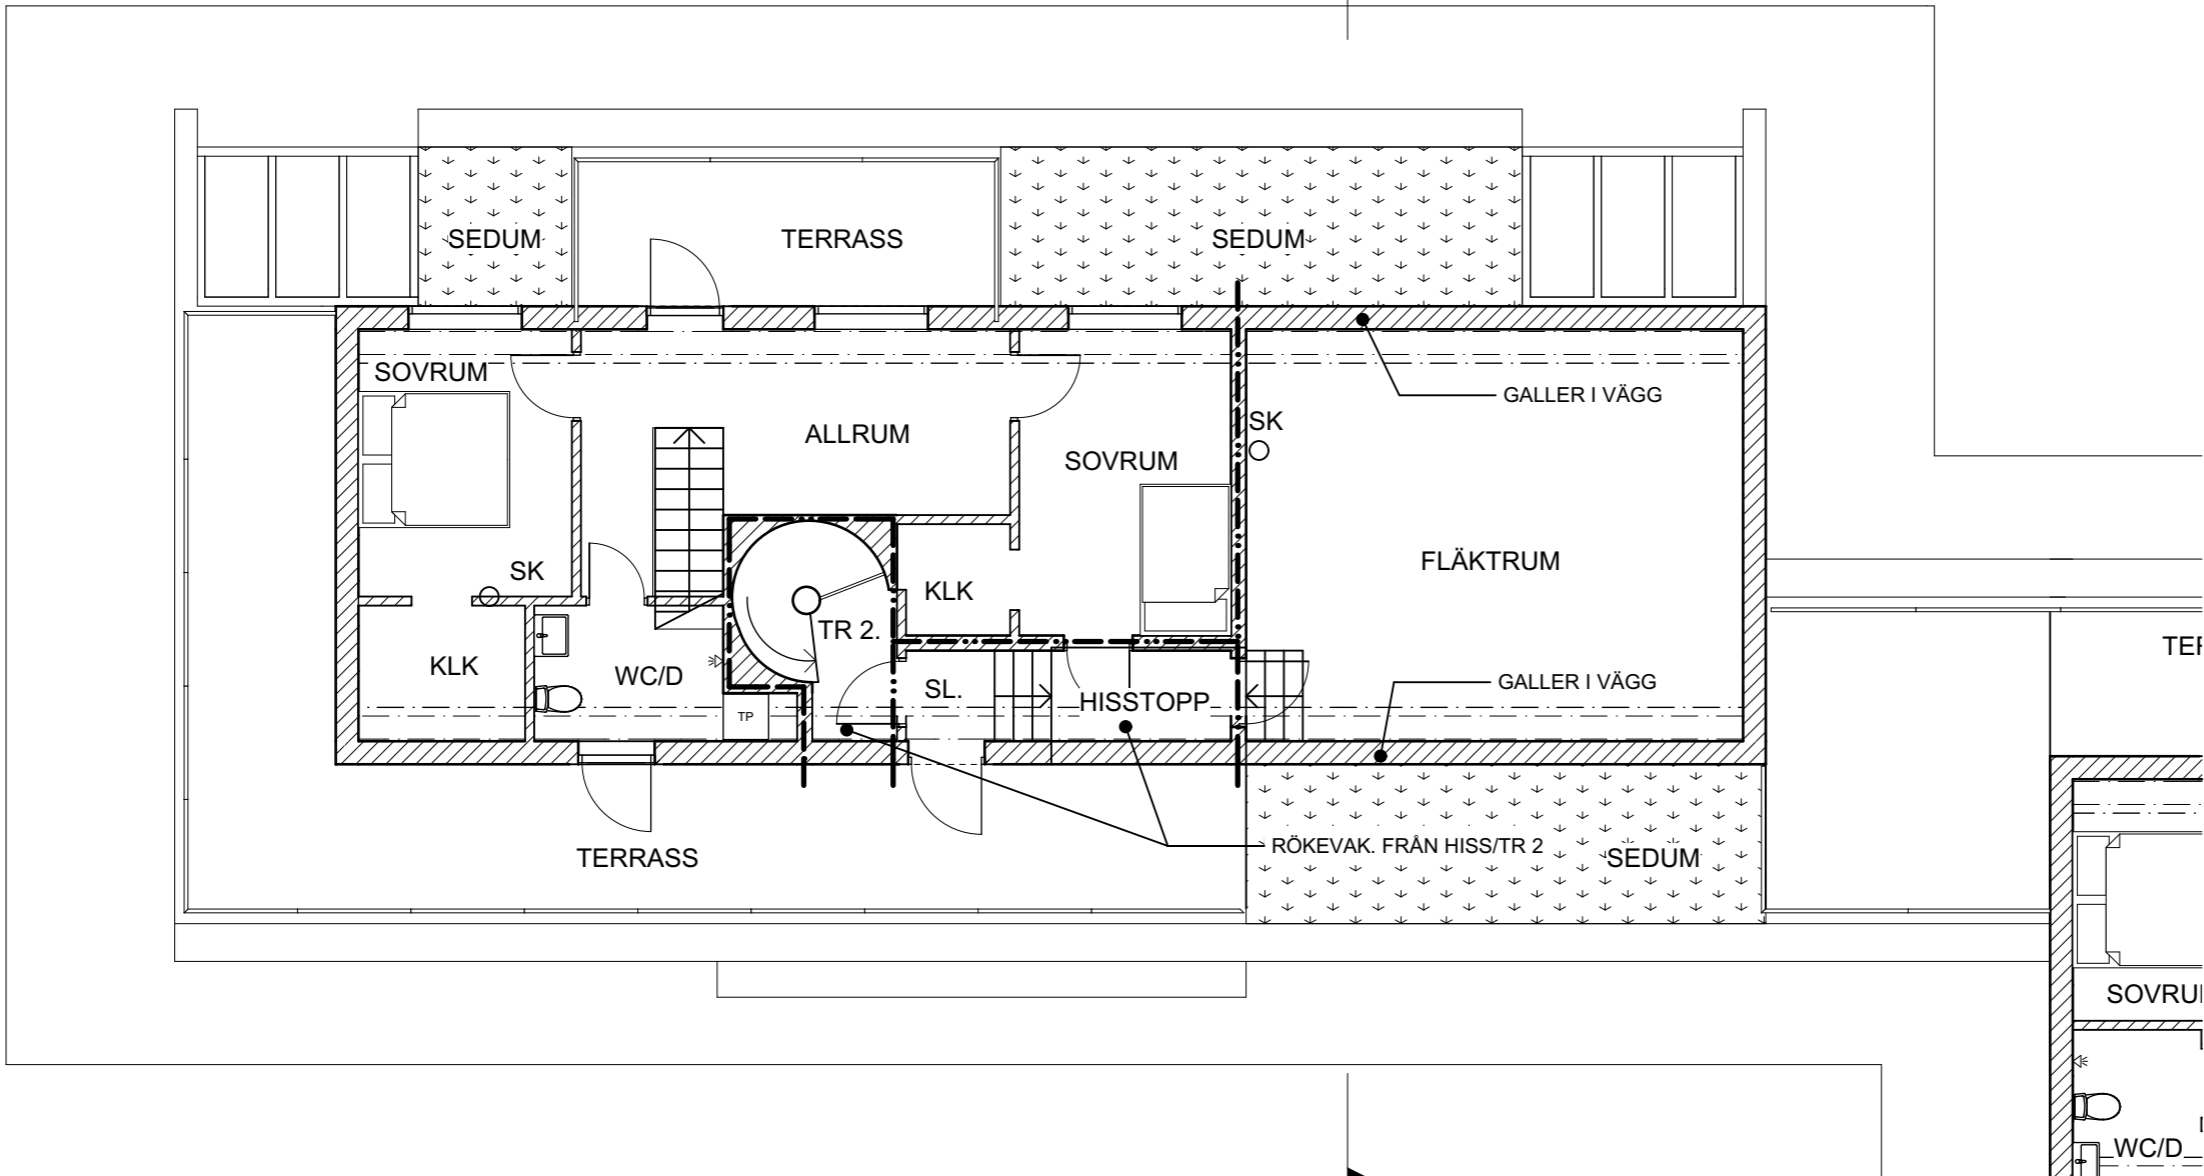 SEDUM
TERRASS
SEDUM
SOVRUM
GALLER I VÄGG
SK
ALLRUM
SOVRUM
FLÄKTRUM
SK
KLK
TR 2.
TER
KLK
WC/D
SL.
HISSTOPP
GALLER I VÄGG
TP
RÖKEVAK. FRÅN HISS/TR 2
TERRASS
SEDUM
SOVRU
WC/D